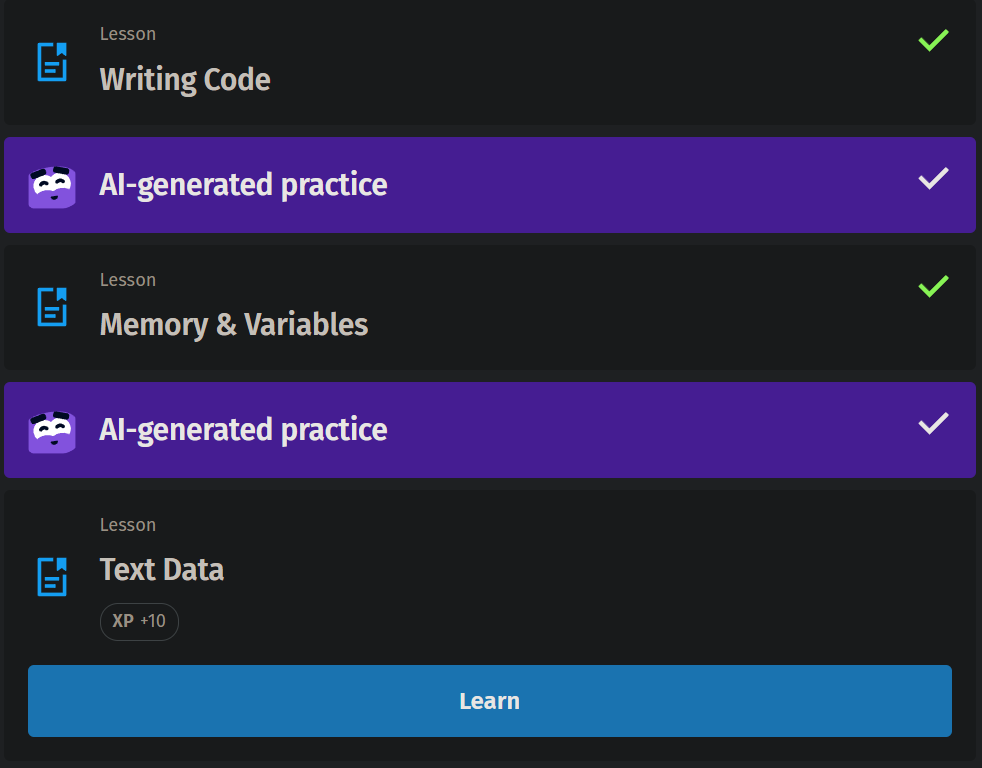 Lesson
Writing Code
AI-generated practice
Lesson
Memory & Variables
AI-generated practice
Lesson
Text Data
XP +10
Learn